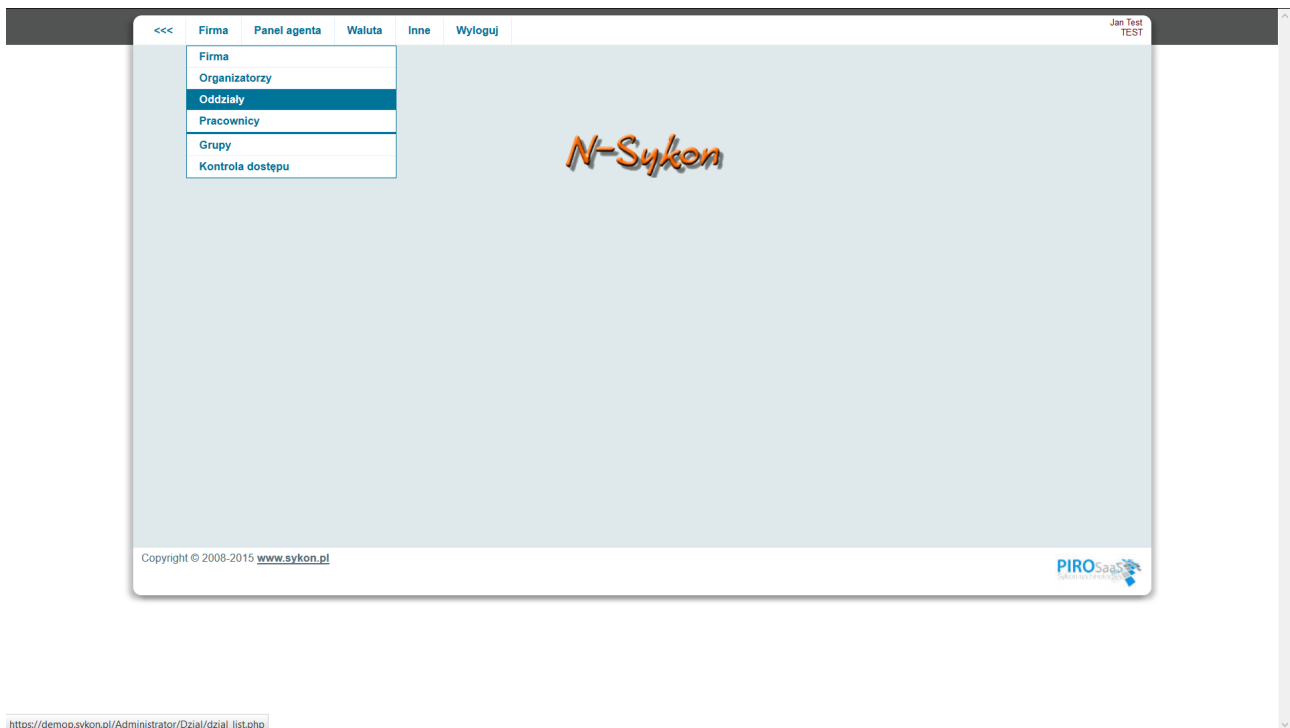 <<< Firma Panel agenta Waluta Inne Wyloguj
Jan Test
TEST
Firma
Organizatorzy
Oddziały
Pracownicy
Grupy
Kontrola dostępu
N-Sykon
Copyright © 2008-2015 www.sykon.pl
PIROSaaS
https://demop.sykon.pl/Administrator/Dzial/dzial_list.php